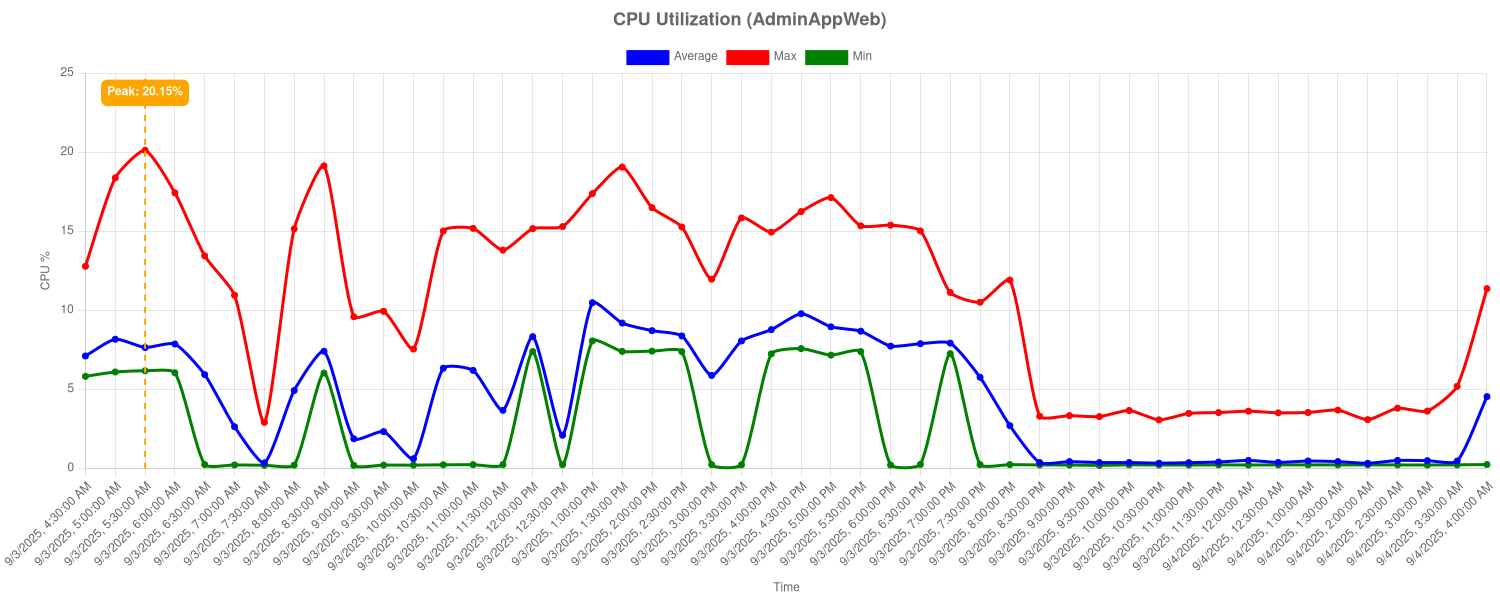 CPU Utilization (AdminAppWeb)
Average Max Min
25
Peak: 20.15%
20
15
10
5
0
CPU %
9/3/2025, 4:30:00 AM
9/3/2025, 5:00:00 AM
9/3/2025, 5:30:00 AM
9/3/2025, 6:00:00 AM
9/3/2025, 6:30:00 AM
9/3/2025, 7:00:00 AM
9/3/2025, 7:30:00 AM
9/3/2025, 8:00:00 AM
9/3/2025, 8:30:00 AM
9/3/2025, 9:00:00 AM
9/3/2025, 9:30:00 AM
9/3/2025, 10:00:00 AM
9/3/2025, 10:30:00 AM
9/3/2025, 11:00:00 AM
9/3/2025, 11:30:00 AM
9/3/2025, 12:00:00 PM
9/3/2025, 12:30:00 PM
9/3/2025, 1:00:00 PM
9/3/2025, 1:30:00 PM
9/3/2025, 2:00:00 PM
9/3/2025, 2:30:00 PM
9/3/2025, 3:00:00 PM
9/3/2025, 3:30:00 PM
9/3/2025, 4:00:00 PM
9/3/2025, 4:30:00 PM
9/3/2025, 5:00:00 PM
9/3/2025, 5:30:00 PM
9/3/2025, 6:00:00 PM
9/3/2025, 6:30:00 PM
9/3/2025, 7:00:00 PM
9/3/2025, 7:30:00 PM
9/3/2025, 8:00:00 PM
9/3/2025, 8:30:00 PM
9/3/2025, 9:00:00 PM
9/3/2025, 9:30:00 PM
9/3/2025, 10:00:00 PM
9/3/2025, 10:30:00 PM
9/3/2025, 11:00:00 PM
9/3/2025, 11:30:00 PM
9/4/2025, 12:00:00 AM
9/4/2025, 12:30:00 AM
9/4/2025, 1:00:00 AM
9/4/2025, 1:30:00 AM
9/4/2025, 2:00:00 AM
9/4/2025, 2:30:00 AM
9/4/2025, 3:00:00 AM
9/4/2025, 3:30:00 AM
9/4/2025, 4:00:00 AM
Time